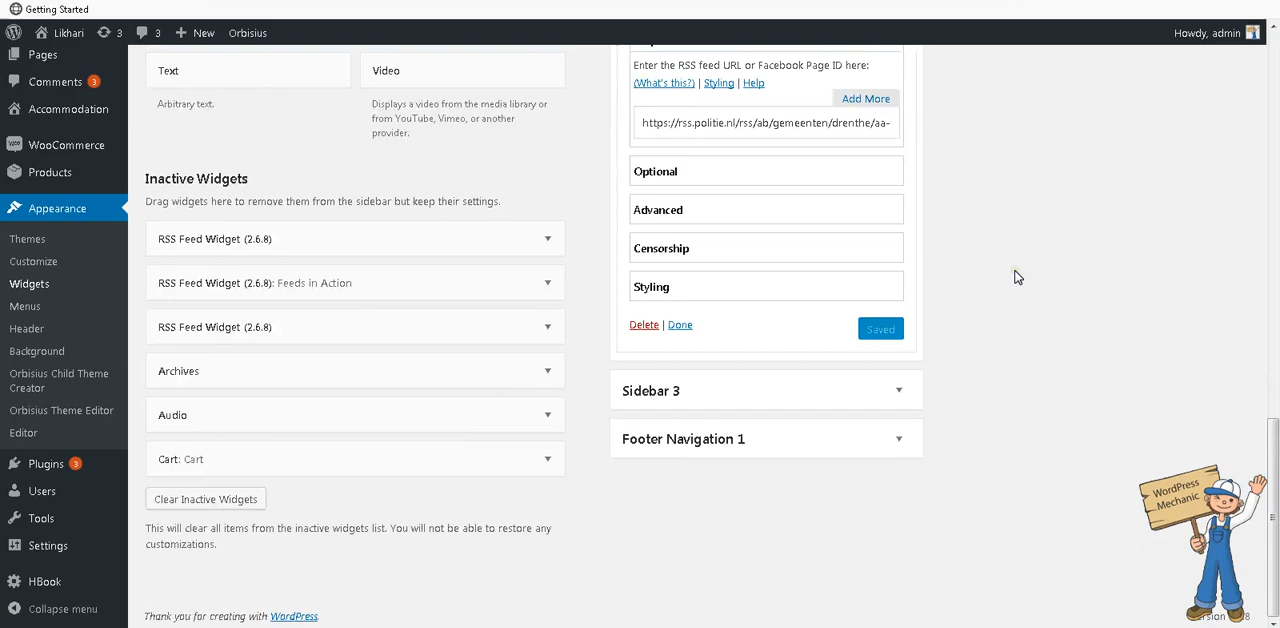 Getting Started
Likhari
3
3
New
Orbisius
Howdy, admin
Pages
Comments 3
Accommodation
WooCommerce
Products
Appearance
Themes
Customize
Widgets
Menus
Header
Background
Orbisius Child Theme
Creator
Orbisius Theme Editor
Editor
Plugins 3
Users
Tools
Settings
HBook
Collapse menu
Text
Video
Arbitrary text.
Displays a video from the media library or
from YouTube, Vimeo, or another
provider.
Inactive Widgets
Drag widgets here to remove them from the sidebar but keep their settings.
RSS Feed Widget (2.6.8)
RSS Feed Widget (2.6.8): Feeds in Action
RSS Feed Widget (2.6.8)
Archives
Audio
Cart: Cart
Clear Inactive Widgets
This will clear all items from the inactive widgets list. You will not be able to restore any
customizations.
Thank you for creating with WordPress.
Enter the RSS feed URL or Facebook Page ID here:
(What's this?) | Styling | Help
Add More
https://rss.politie.nl/rss/ab/gemeenten/drenthe/aa-
Optional
Advanced
Censorship
Styling
Delete | Done
Saved
Sidebar 3
Footer Navigation 1
WordPress
Mechanic